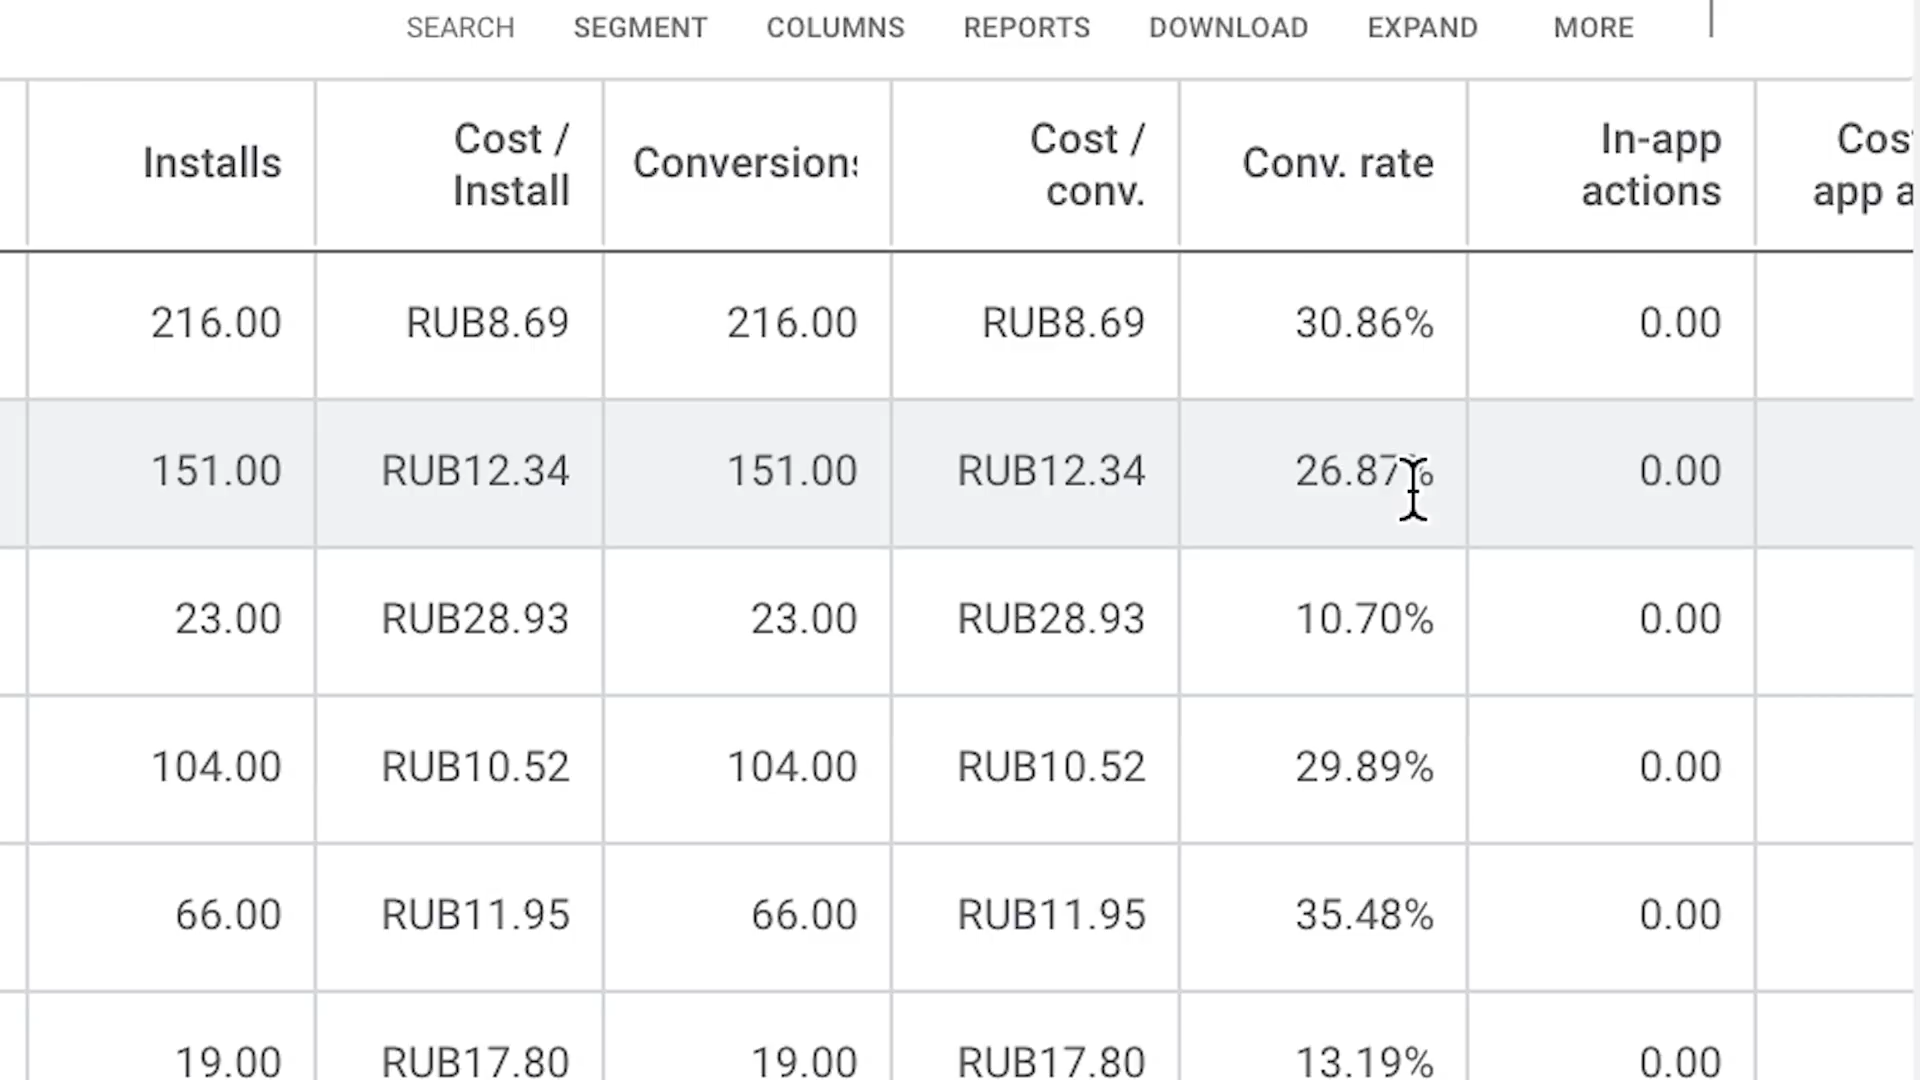 SEARCH SEGMENT COLUMNS REPORTS DOWNLOAD EXPAND MORE
Installs Cost / Install Conversions Cost / conv. Conv. rate In-app actions Cos app a
216.00 RUB8.69 216.00 RUB8.69 30.86% 0.00
151.00 RUB12.34 151.00 RUB12.34 26.87% 0.00
23.00 RUB28.93 23.00 RUB28.93 10.70% 0.00
104.00 RUB10.52 104.00 RUB10.52 29.89% 0.00
66.00 RUB11.95 66.00 RUB11.95 35.48% 0.00
19.00 RUB17.80 19.00 RUB17.80 13.19% 0.00